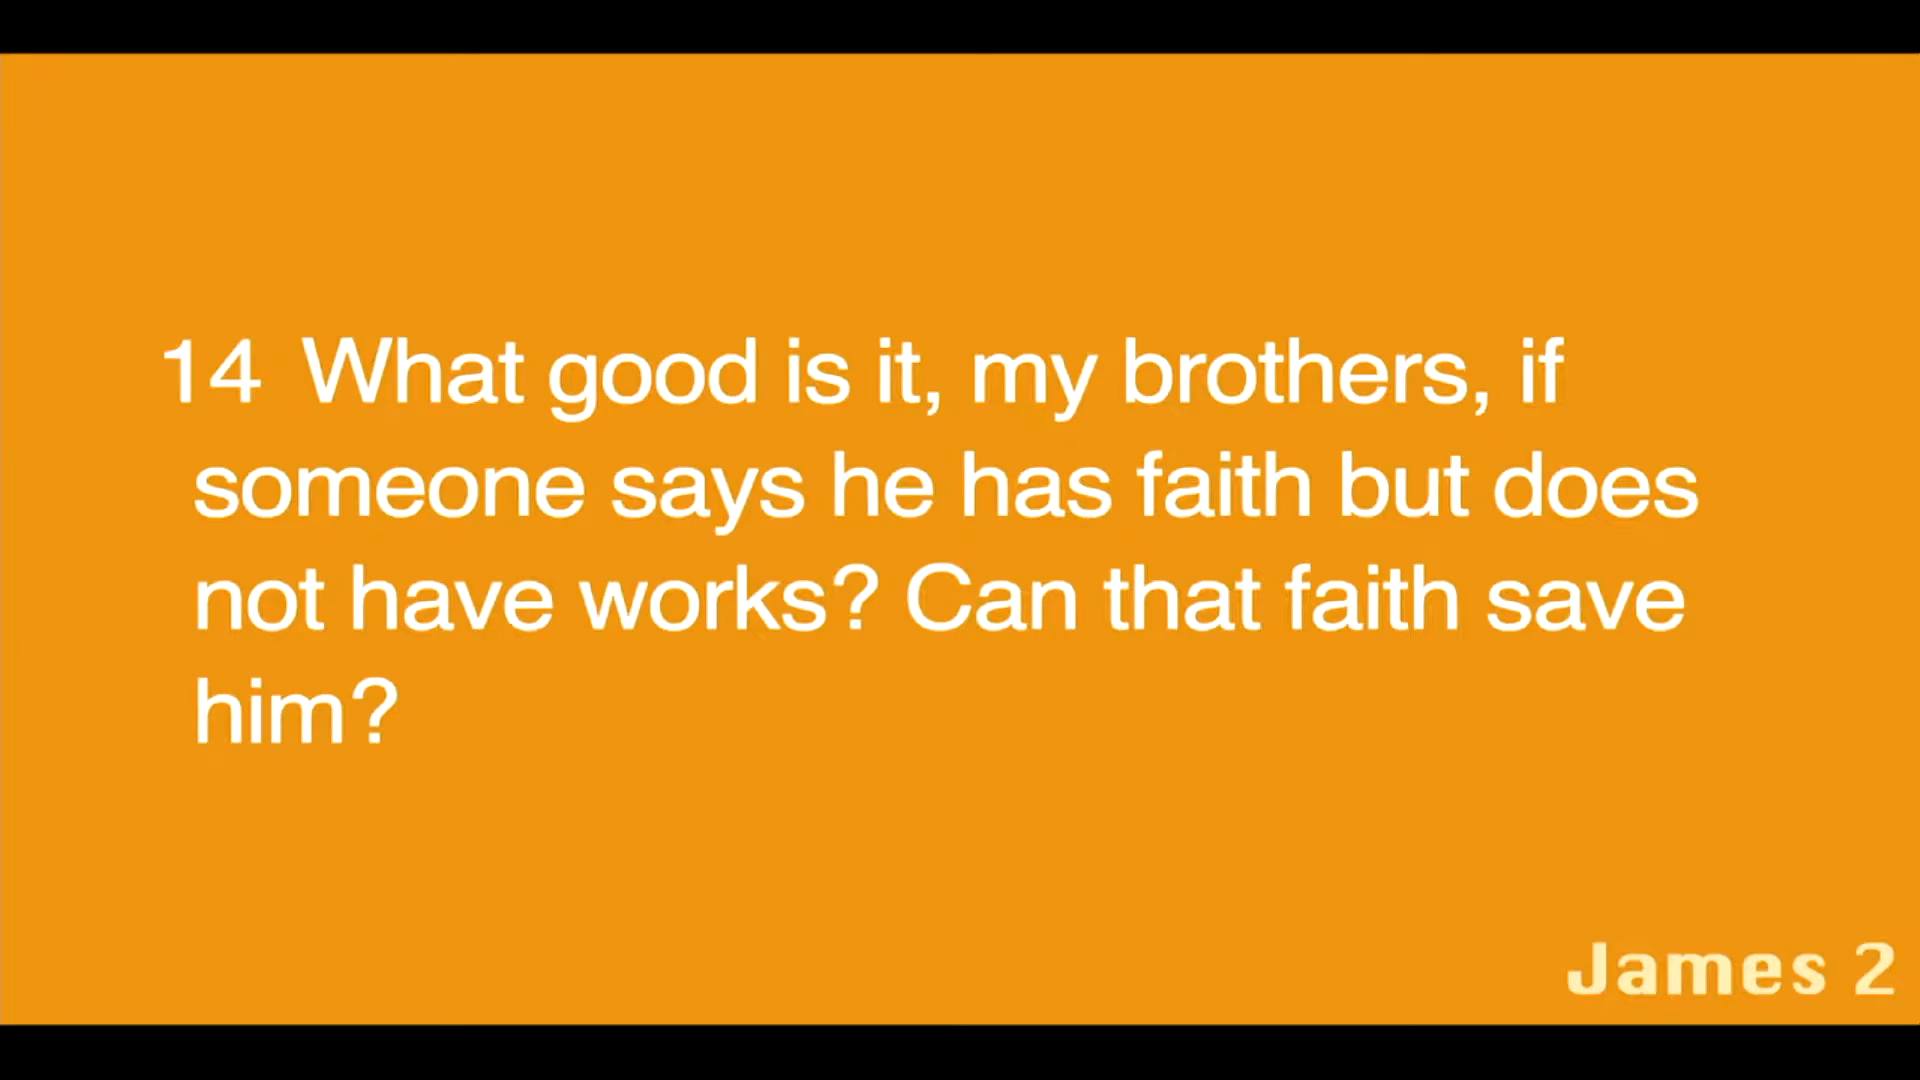 14 What good is it, my brothers, if
someone says he has faith but does
not have works? Can that faith save
him?
James 2